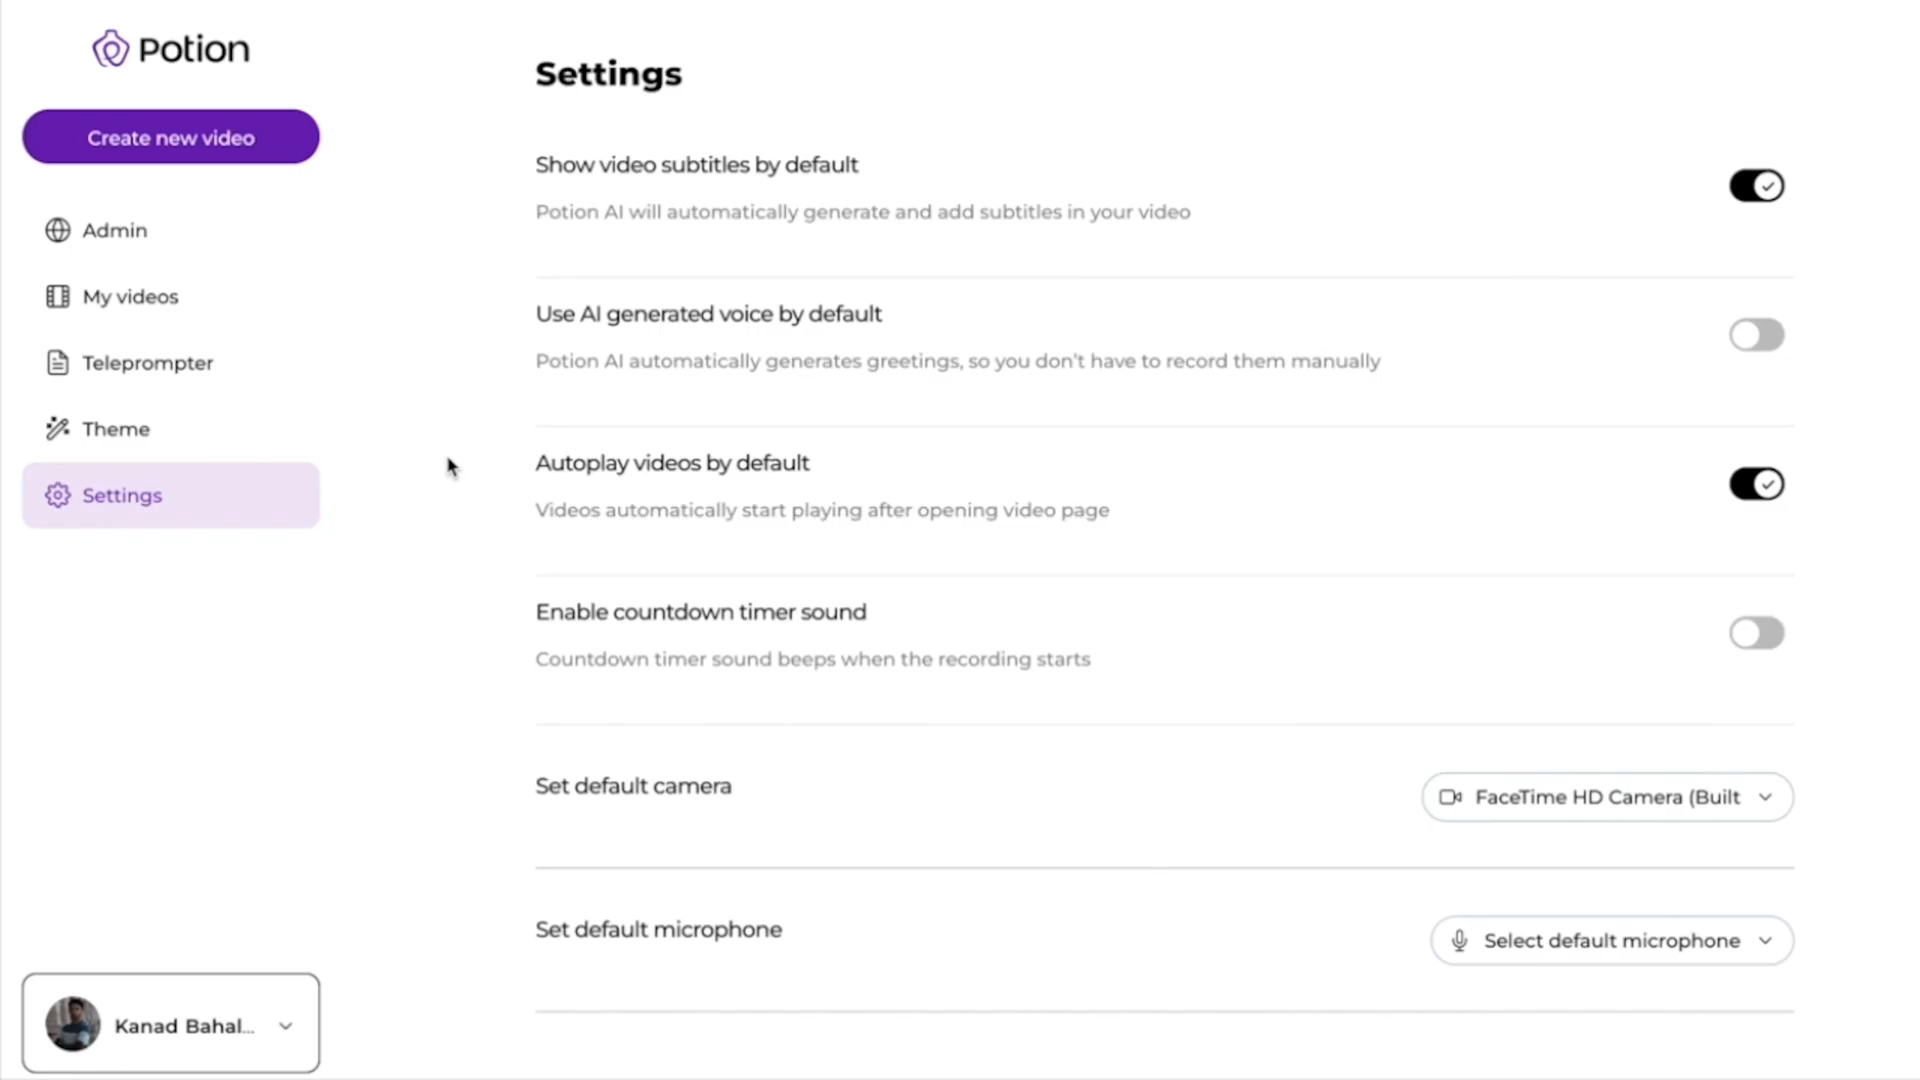 Potion
Create new video
Admin
My videos
Teleprompter
Theme
Settings
Kanad Bahal...
Settings
Show video subtitles by default
Potion AI will automatically generate and add subtitles in your video
Use AI generated voice by default
Potion AI automatically generates greetings, so you don't have to record them manually
Autoplay videos by default
Videos automatically start playing after opening video page
Enable countdown timer sound
Countdown timer sound beeps when the recording starts
Set default camera
FaceTime HD Camera (Built
Set default microphone
Select default microphone